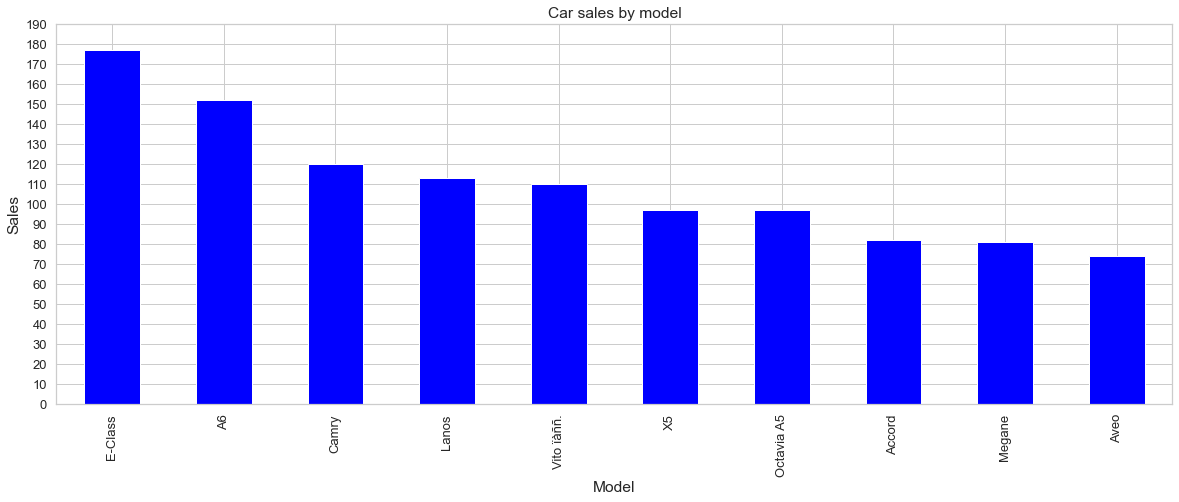 Car sales by model
190
180
170
160
150
140
130
120
110
100
90
80
70
60
50
40
30
20
10
0
Sales
E-Class
A6
Camry
Lanos
Vito ïàññ.
X5
Octavia A5
Accord
Megane
Aveo
Model